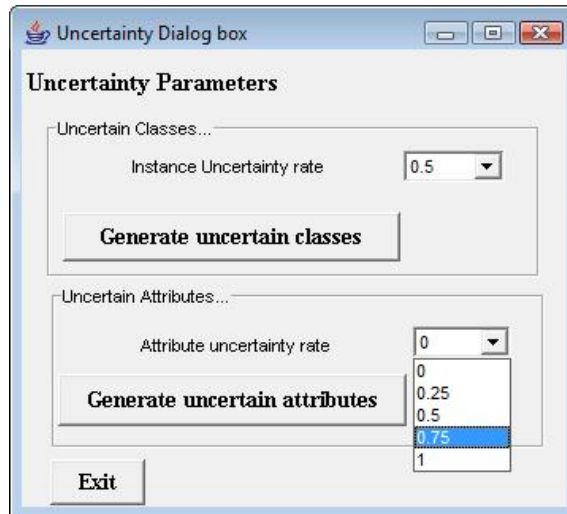 Uncertainty Dialog box
Uncertainty Parameters
Uncertain Classes...
Instance Uncertainty rate 0.5
Generate uncertain classes
Uncertain Attributes...
Attribute uncertainty rate 0
0
0.25
0.5
0.75
1
Generate uncertain attributes
Exit